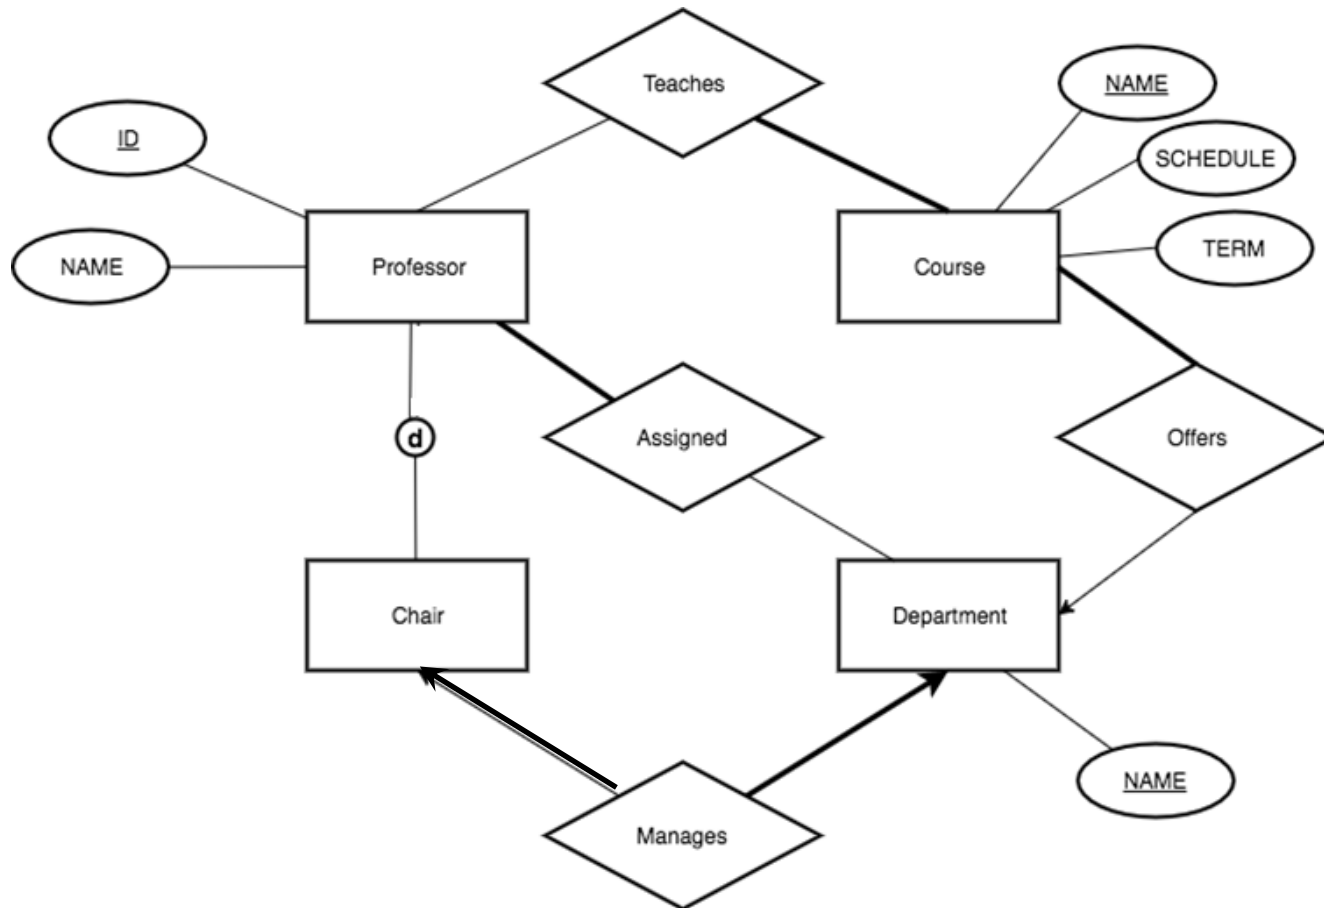 Teaches
NAME
ID
SCHEDULE
NAME
Professor
Course
TERM
d
Assigned
Offers
Chair
Department
NAME
Manages